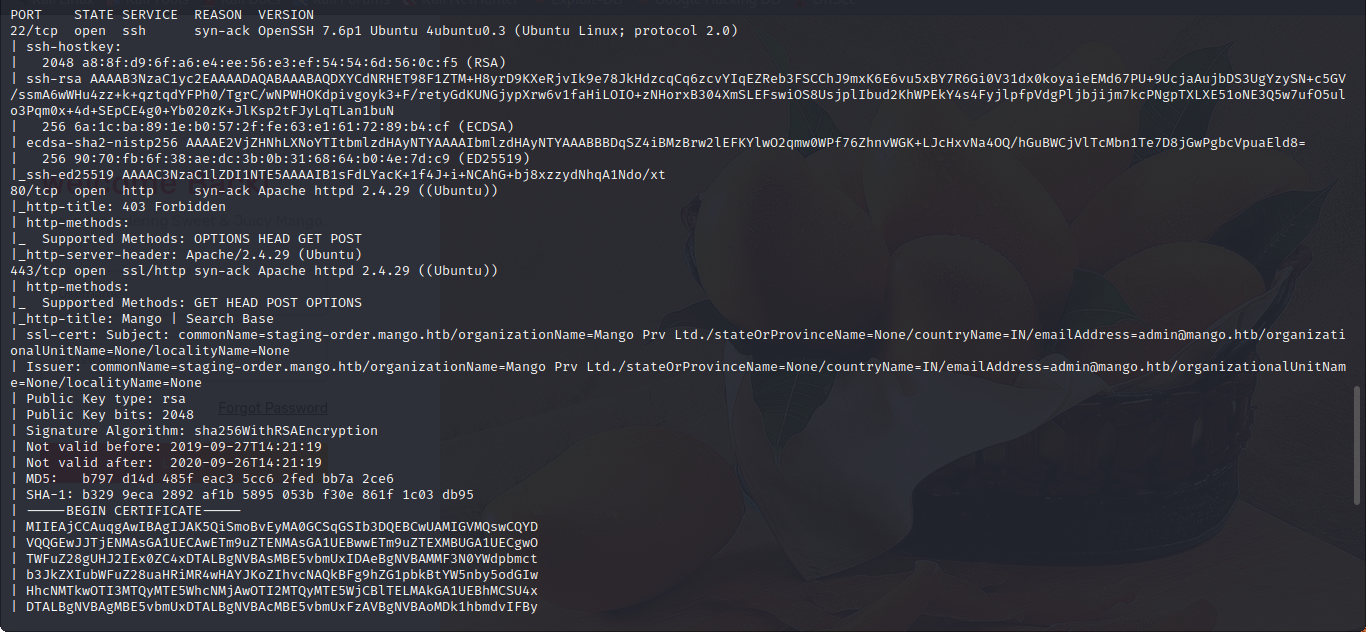 PORT    STATE SERVICE  REASON  VERSION
22/tcp  open  ssh      syn-ack OpenSSH 7.6p1 Ubuntu 4ubuntu0.3 (Ubuntu Linux; protocol 2.0)
| ssh-hostkey:
|   2048 a8:8f:d9:6f:a6:e4:ee:56:e3:ef:54:54:6d:56:0c:f5 (RSA)
| ssh-rsa AAAAB3NzaC1yc2EAAAADAQABAAABAQDXYCdNRHET98F1ZTM+H8yrD9KXeRjvIk9e78JkHdzcqCq6zcvYIqEZReb3FSCChJ9mxK6E6vu5xBY7R6Gi0V31dx0koyaieEMd67PU+9UcjaAujbDS3UgYzySN+c5GV
/ssmA6wWHu4zz+k+qztqdYFPh0/TgrC/wNPWHOKdpivgoyk3+F/retyGdKUNGjypXrw6v1faHiLOIO+zNHorxB304XmSLEFswiOS8UsjplIbud2KhWPEkY4s4FyjlpfpVdgPljbjijm7kcPNgpTXLXE51oNE3Q5w7ufO5ul
o3Pqm0x+4d+SEpCE4g0+Yb020zK+JlKsp2tFJyLqTLan1buN
|   256 6a:1c:ba:89:1e:b0:57:2f:fe:63:e1:61:72:89:b4:cf (ECDSA)
| ecdsa-sha2-nistp256 AAAAE2VjZHNhLXNoYTItbmlzdHAyNTYAAAAIbmlzdHAyNTYAAABBBDqSZ4iBMzBrw2lEFKYlwO2qmw0WPf76ZhnvWGK+LJcHxvNa4OQ/hGuBWCjVlTcMbn1Te7D8jGwPgbcVpuaEld8=
|   256 90:70:fb:6f:38:ae:dc:3b:0b:31:68:64:b0:4e:7d:c9 (ED25519)
|_ssh-ed25519 AAAAC3NzaC1lZDI1NTE5AAAAIB1sFdLYacK+1f4J+i+NCAhG+bj8xzzydNhqA1Ndo/xt
80/tcp  open  http     syn-ack Apache httpd 2.4.29 ((Ubuntu))
|_http-title: 403 Forbidden
| http-methods:
|_  Supported Methods: OPTIONS HEAD GET POST
|_http-server-header: Apache/2.4.29 (Ubuntu)
443/tcp open  ssl/http syn-ack Apache httpd 2.4.29 ((Ubuntu))
| http-methods:
|_  Supported Methods: GET HEAD POST OPTIONS
|_http-title: Mango | Search Base
| ssl-cert: Subject: commonName=staging-order.mango.htb/organizationName=Mango Prv Ltd./stateOrProvinceName=None/countryName=IN/emailAddress=admin@mango.htb/organizati
onalUnitName=None/localityName=None
| Issuer: commonName=staging-order.mango.htb/organizationName=Mango Prv Ltd./stateOrProvinceName=None/countryName=IN/emailAddress=admin@mango.htb/organizationalUnitNam
e=None/localityName=None
| Public Key type: rsa
Forgot Password
| Public Key bits: 2048
| Signature Algorithm: sha256WithRSAEncryption
| Not valid before: 2019-09-27T14:21:19
| Not valid after:  2020-09-26T14:21:19
| MD5:   b797 d14d 485f eac3 5cc6 2fed bb7a 2ce6
| SHA-1: b329 9eca 2892 af1b 5895 053b f30e 861f 1c03 db95
| -----BEGIN CERTIFICATE-----
| MIIEAjCCAuqgAwIBAgIJAK5QiSmoBvEyMA0GCSqGSIb3DQEBCwUAMIGVMQswCQYD
| VQQGEwJJTjENMAsGA1UECAwETm9uZTENMAsGA1UEBwwETm9uZTEXMBUGA1UECgwO
| TWFuZ28gUHJ2IEx0ZC4xDTALBgNVBAsMBE5vbmUxIDAeBgNVBAMMF3N0YWdpbmct
| b3JkZXIubWFuZ28uaHRiMR4wHAYJKoZIhvcNAQkBFg9hZG1pbkBtYW5nby5odGIw
| HhcNMTkwOTI3MTQyMTE5WhcNMjAwOTI2MTQyMTE5WjCBlTELMAkGA1UEBhMCSU4x
| DTALBgNVBAgMBE5vbmUxDTALBgNVBAcMBE5vbmUxFzAVBgNVBAoMDk1hbmdvIFBy